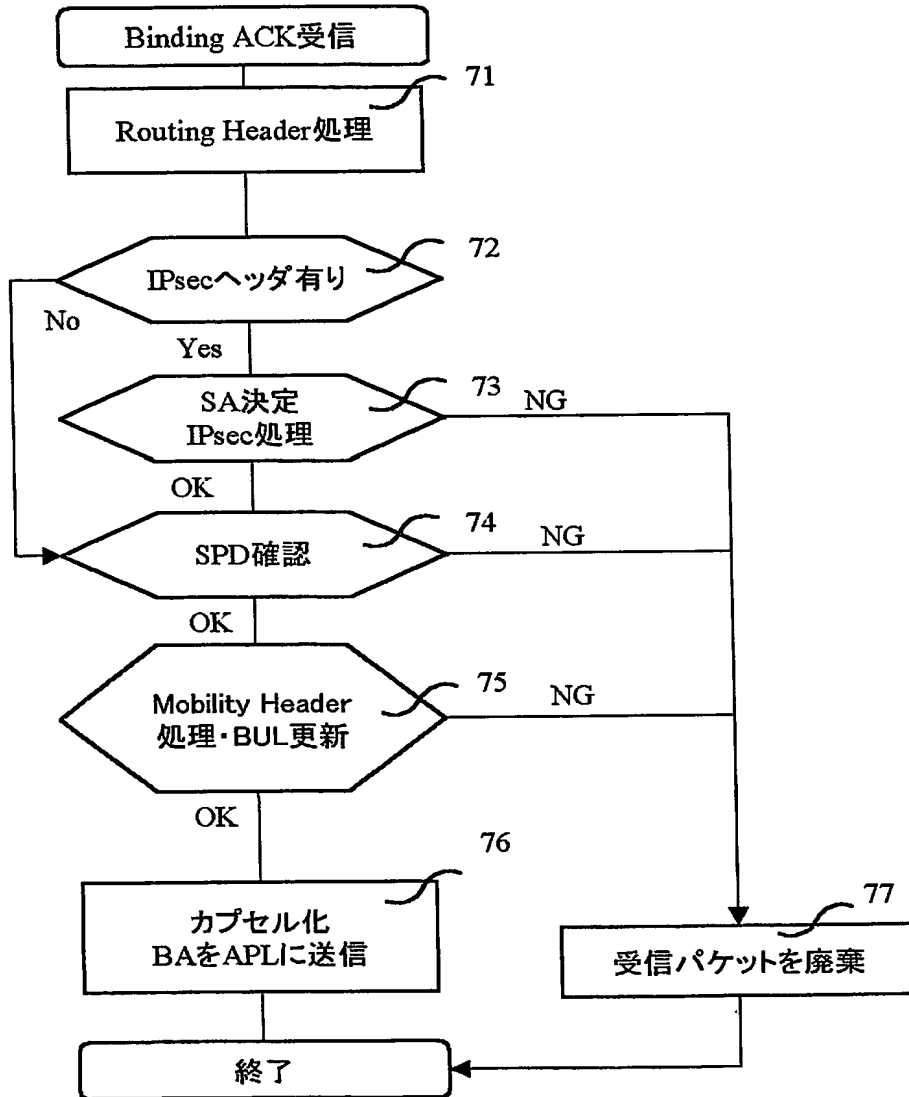 Binding ACK受信
71
Routing Header処理
72
IPsecヘッダ有り
No
Yes
73
SA決定
IPsec処理
NG
OK
74
SPD確認
NG
OK
75
Mobility Header
処理・BUL更新
NG
OK
76
カプセル化
BAをAPLに送信
77
受信パケットを廃棄
終了